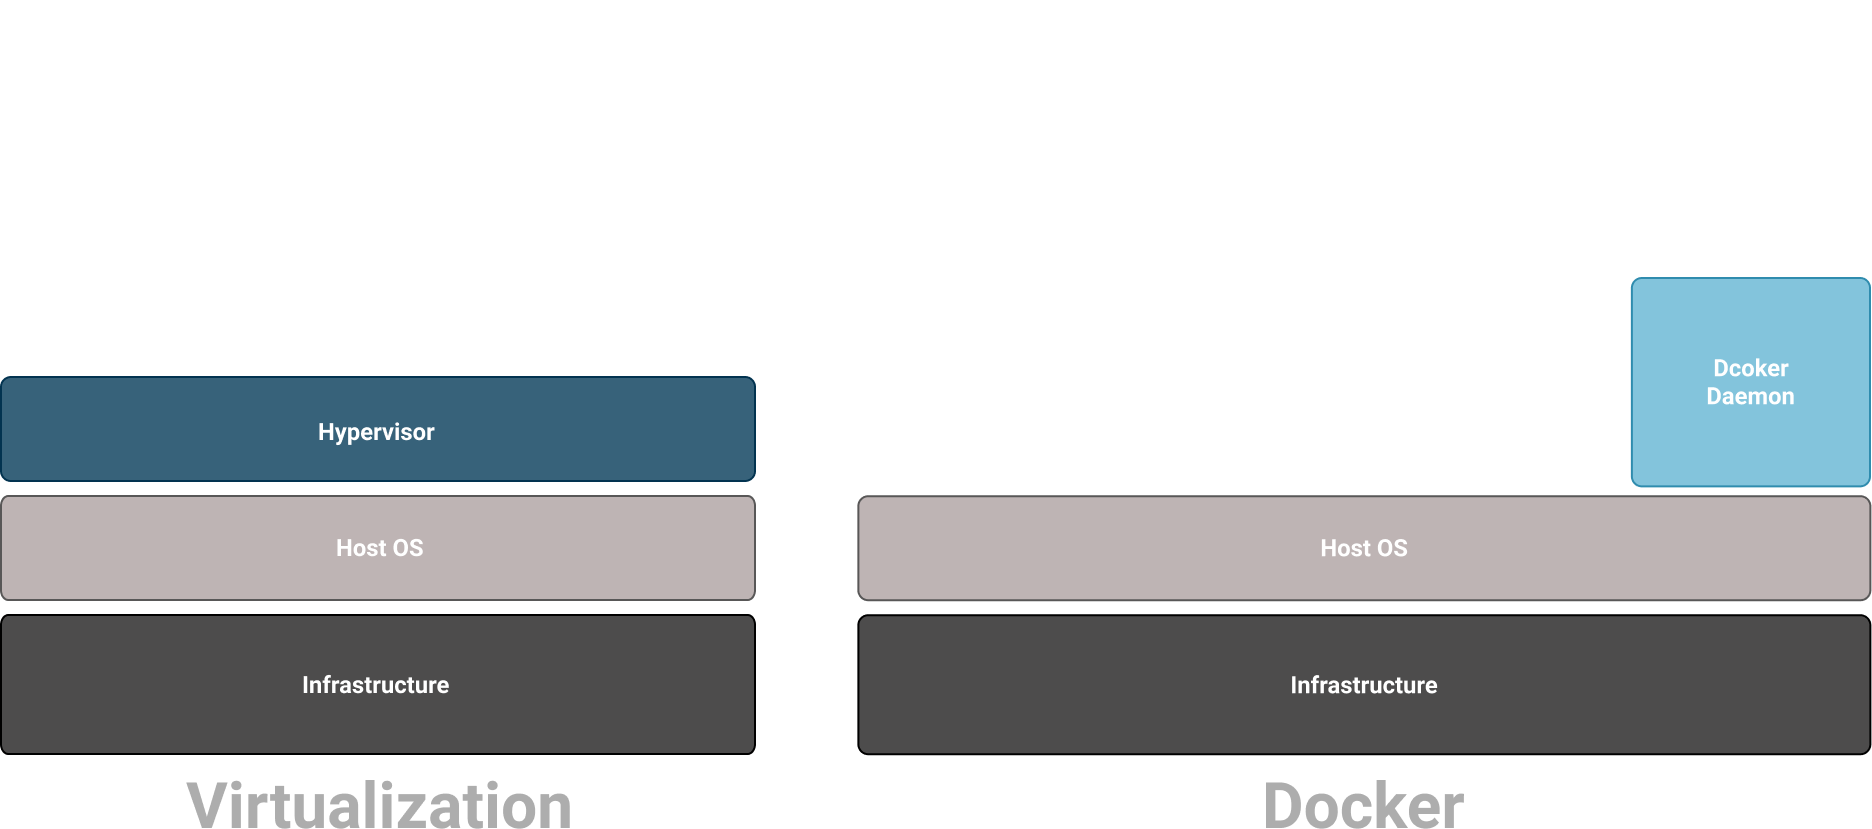 Hypervisor
Host OS
Infrastructure
Virtualization
Dcoker
Daemon
Host OS
Infrastructure
Docker